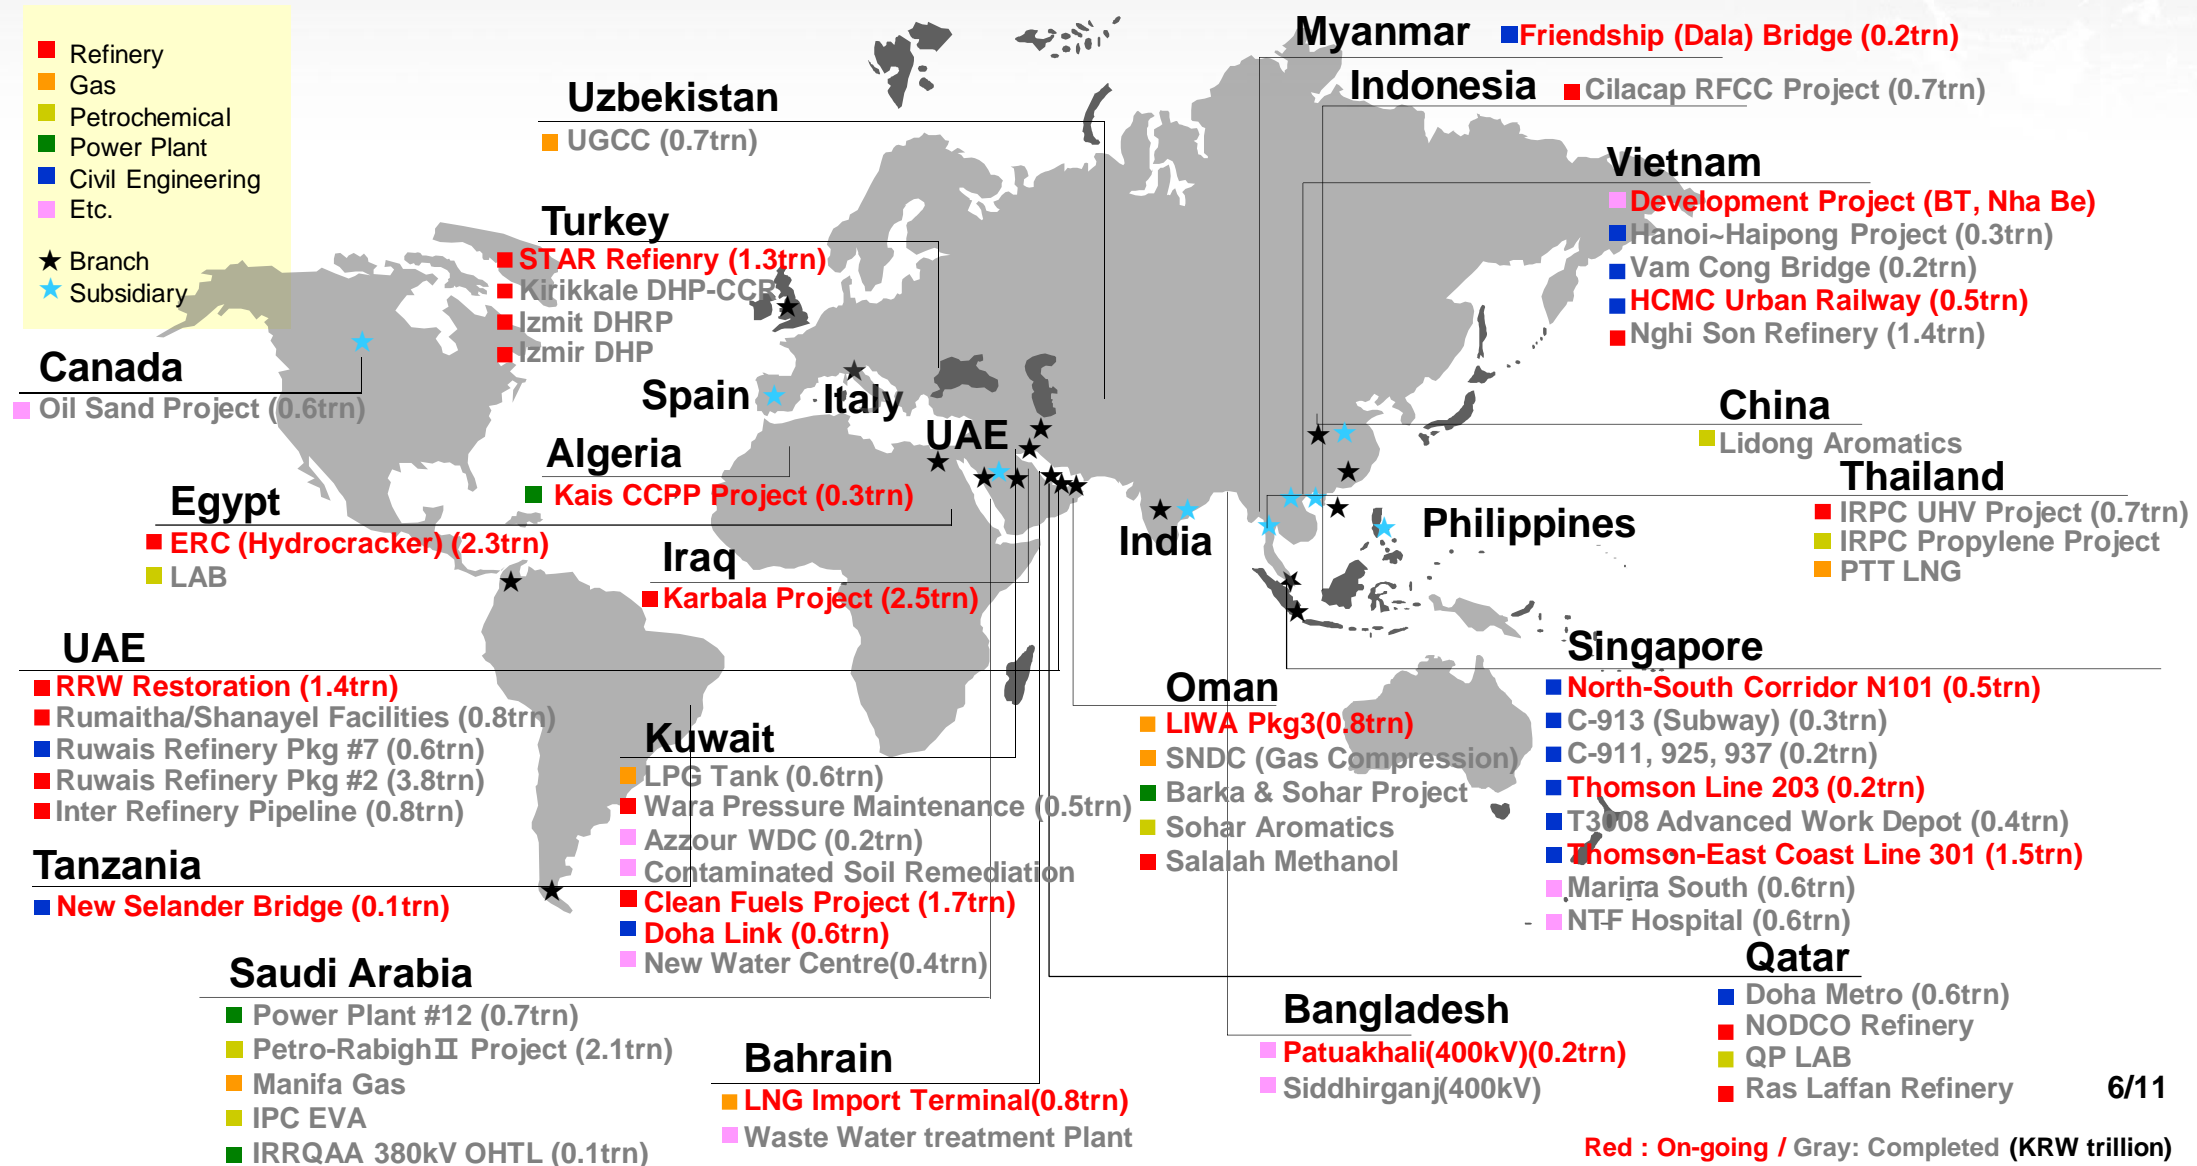 Refinery
Gas
Petrochemical
Power Plant
Civil Engineering
Etc.
Branch
Subsidiary
Myanmar
Friendship (Dala) Bridge (0.2trn)
Indonesia
Cilacap RFCC Project (0.7trn)
Uzbekistan
UGCC (0.7trn)
Vietnam
Development Project (BT, Nha Be)
Hanoi~Haipong Project (0.3trn)
Vam Cong Bridge (0.2trn)
HCMC Urban Railway (0.5trn)
Nghi Son Refinery (1.4trn)
Turkey
STAR Refienry (1.3trn)
Kirikkale DHP-CCR
Izmit DHRP
Izmir DHP
Canada
Oil Sand Project (0.6trn)
Spain
Italy
UAE
China
Lidong Aromatics
Algeria
Kais CCPP Project (0.3trn)
Thailand
IRPC UHV Project (0.7trn)
IRPC Propylene Project
PTT LNG
Egypt
ERC (Hydrocracker) (2.3trn)
LAB
India
Philippines
Iraq
Karbala Project (2.5trn)
UAE
RRW Restoration (1.4trn)
Rumaitha/Shanayel Facilities (0.8trn)
Ruwais Refinery Pkg #7 (0.6trn)
Ruwais Refinery Pkg #2 (3.8trn)
Inter Refinery Pipeline (0.8trn)
Kuwait
LPG Tank (0.6trn)
Wara Pressure Maintenance (0.5trn)
Azzour WDC (0.2trn)
Contaminated Soil Remediation
Clean Fuels Project (1.7trn)
Doha Link (0.6trn)
New Water Centre(0.4trn)
Oman
LIWA Pkg3(0.8trn)
SNDC (Gas Compression)
Barka & Sohar Project
Sohar Aromatics
Salalah Methanol
Singapore
North-South Corridor N101 (0.5trn)
C-913 (Subway) (0.3trn)
C-911, 925, 937 (0.2trn)
Thomson Line 203 (0.2trn)
T3008 Advanced Work Depot (0.4trn)
Thomson-East Coast Line 301 (1.5trn)
Marina South (0.6trn)
NTF Hospital (0.6trn)
Tanzania
New Selander Bridge (0.1trn)
Saudi Arabia
Power Plant #12 (0.7trn)
Petro-RabighⅡ Project (2.1trn)
Manifa Gas
IPC EVA
IRRQAA 380kV OHTL (0.1trn)
Bahrain
LNG Import Terminal(0.8trn)
Waste Water treatment Plant
Bangladesh
Patuakhali(400kV)(0.2trn)
Siddhirganj(400kV)
Qatar
Doha Metro (0.6trn)
NODCO Refinery
QP LAB
Ras Laffan Refinery
6/11
Red : On-going / Gray: Completed (KRW trillion)